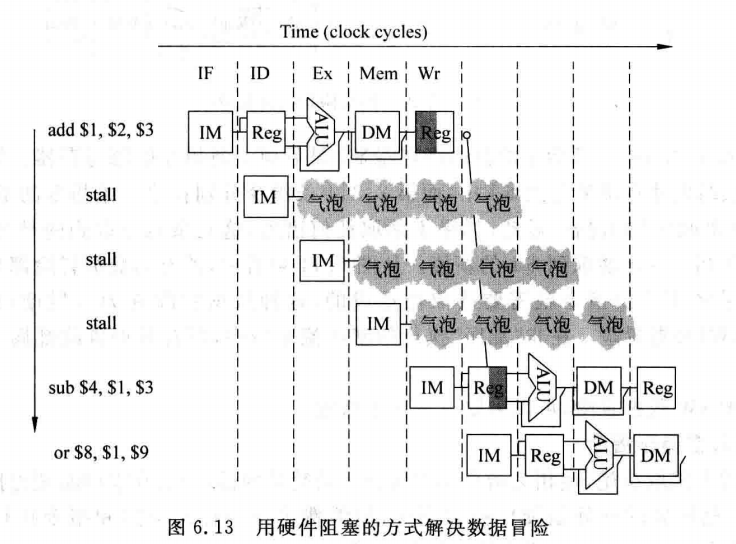 Time (clock cycles)
IF ID Ex Mem Wr
add $1, $2, $3 IM Reg ALU DM Reg
stall IM 气泡 气泡 气泡 气泡
stall IM 气泡 气泡 气泡 气泡
stall IM 气泡 气泡 气泡 气泡
sub $4, $1, $3 IM Reg ALU DM Reg
or $8, $1, $9 IM Reg ALU DM
图 6.13 用硬件阻塞的方式解决数据冒险